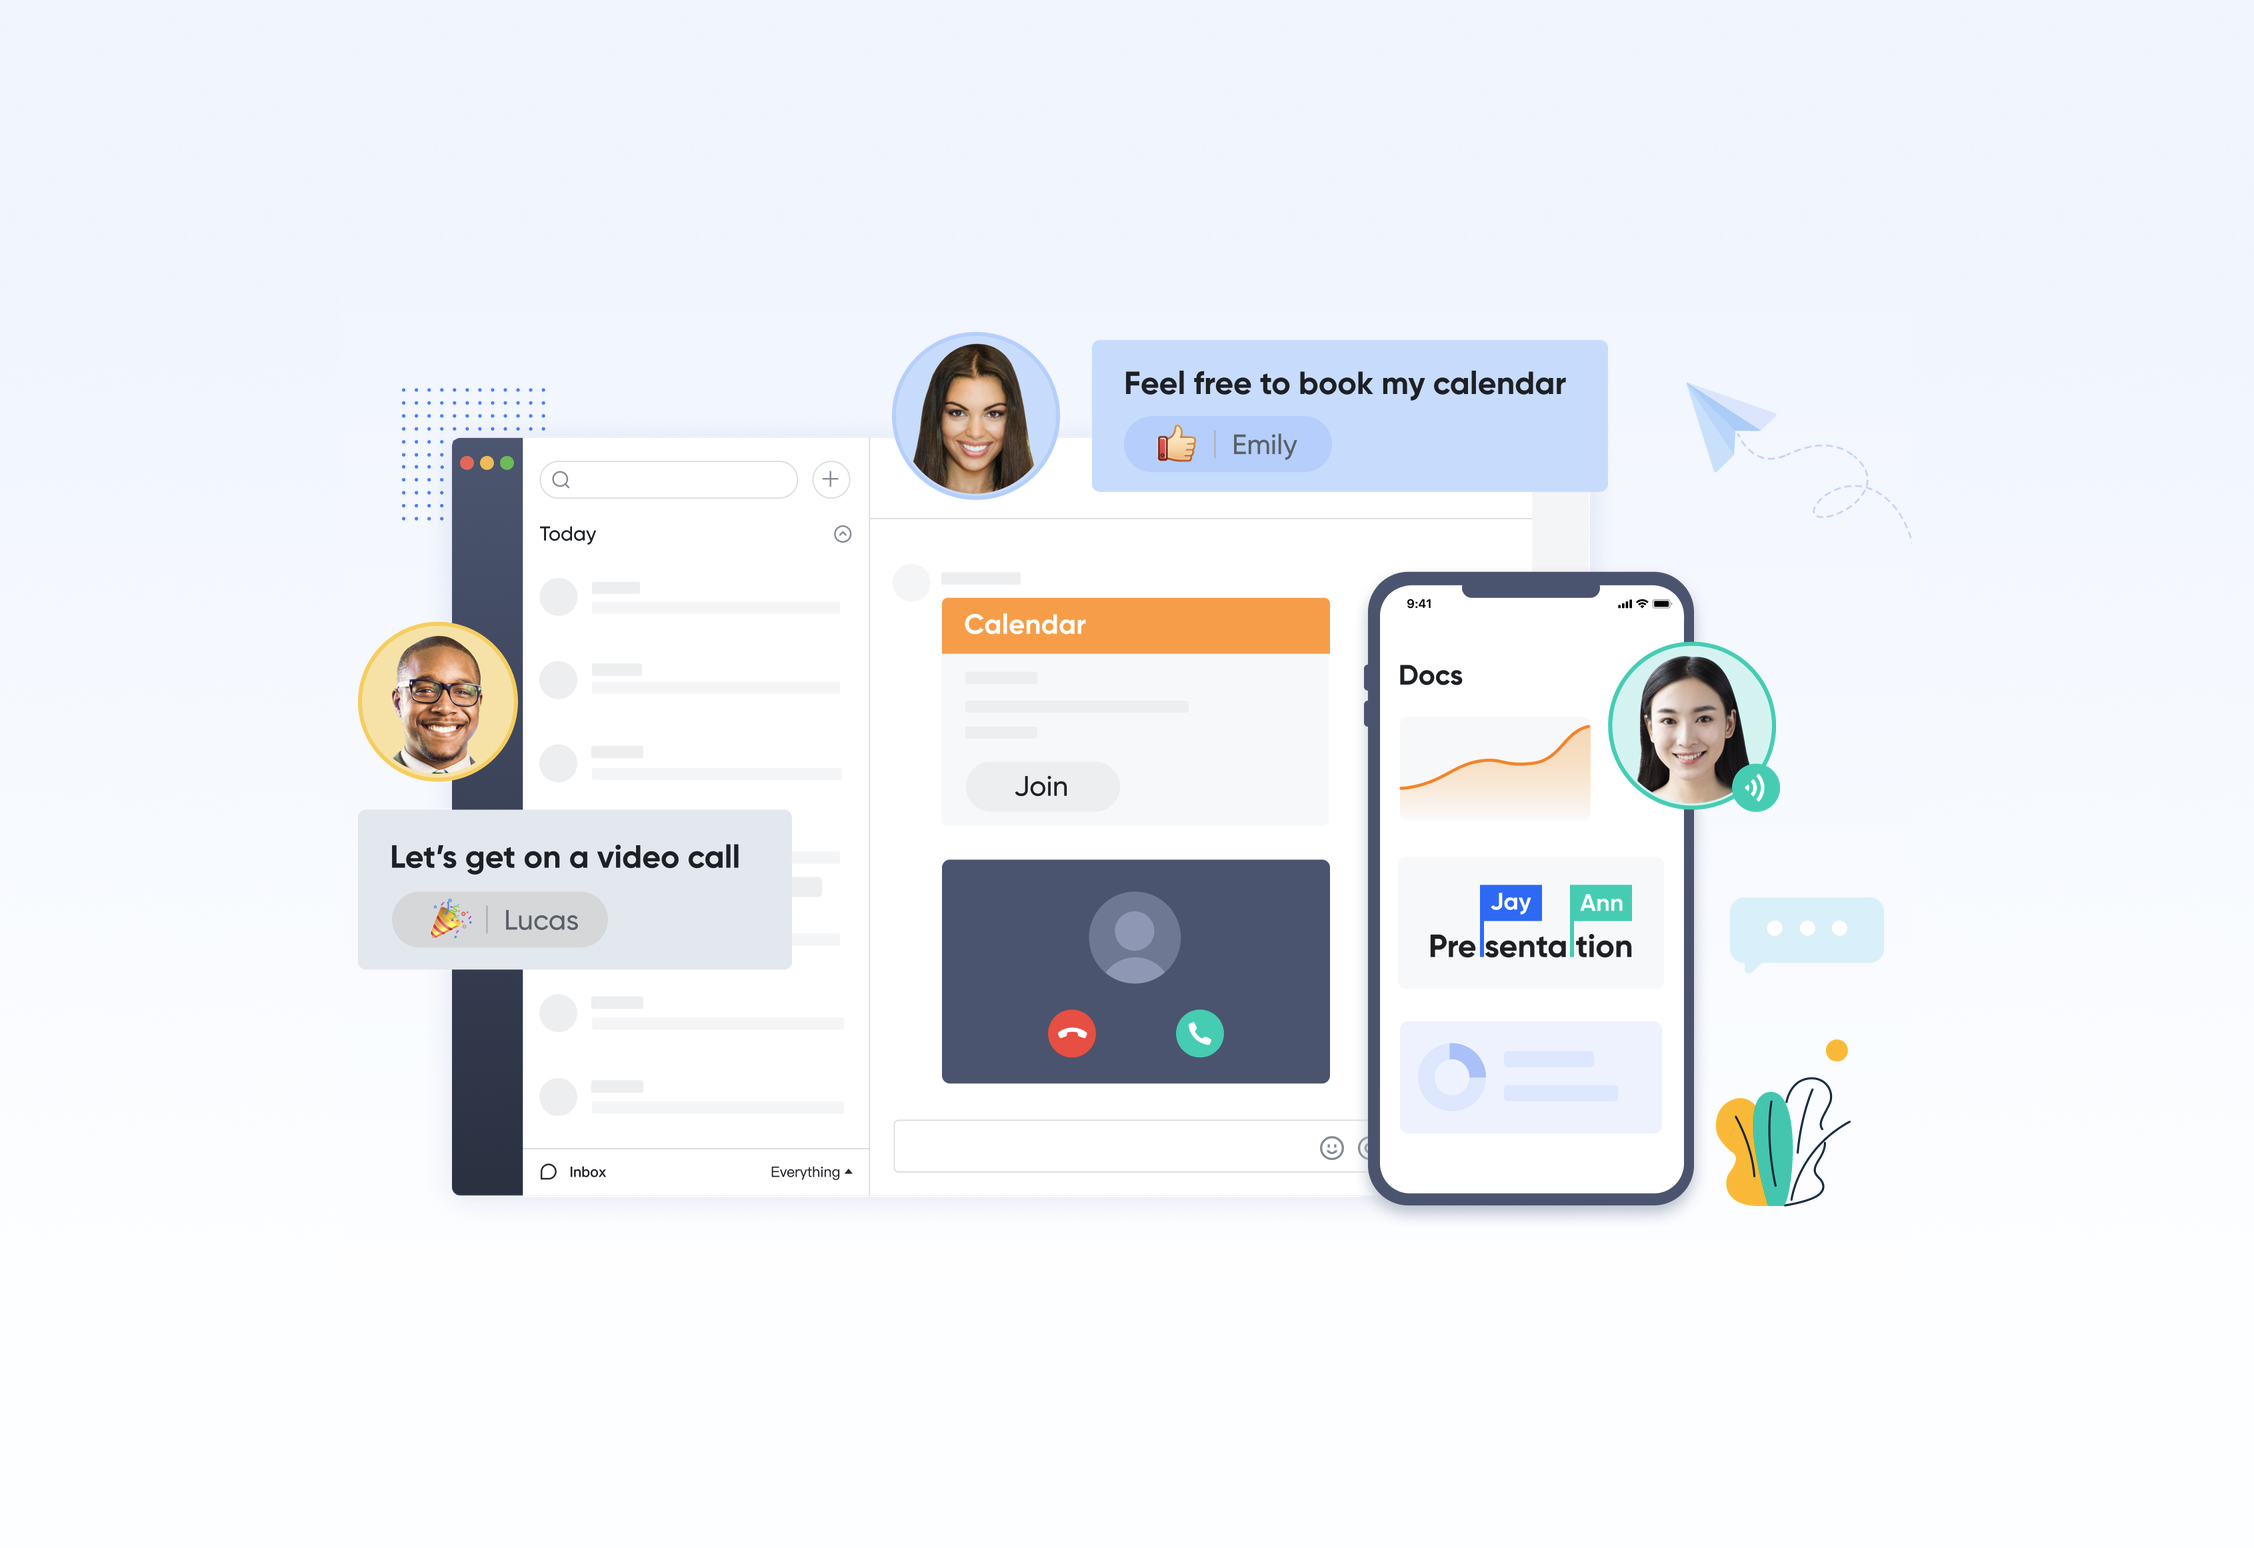 Feel free to book my calendar
Emily
Today
Calendar
Join
Let's get on a video call
Lucas
Inbox
Everything
9:41
Docs
Jay
Ann
Presentation